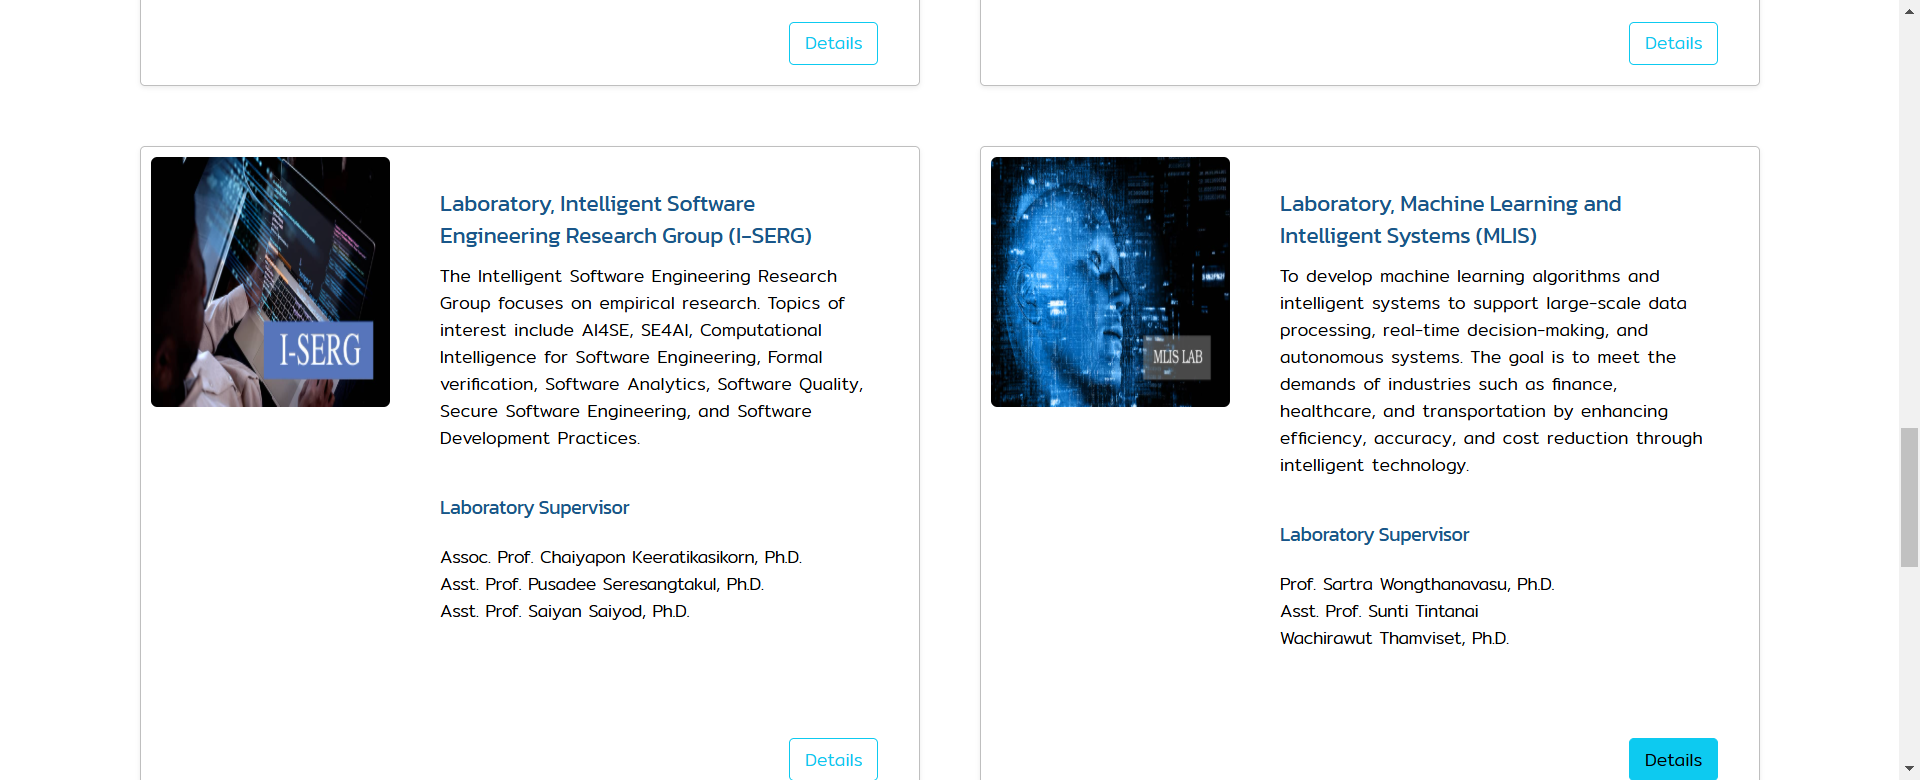 Details
Details
I-SERG
Laboratory, Intelligent Software
Engineering Research Group (I-SERG)
The Intelligent Software Engineering Research
Group focuses on empirical research. Topics of
interest include AI4SE, SE4AI, Computational
Intelligence for Software Engineering, Formal
verification, Software Analytics, Software Quality,
Secure Software Engineering, and Software
Development Practices.
Laboratory Supervisor
Assoc. Prof. Chaiyapon Keeratikasikorn, Ph.D.
Asst. Prof. Pusadee Seresangtakul, Ph.D.
Asst. Prof. Saiyan Saiyod, Ph.D.
Details
MLIS LAB
Laboratory, Machine Learning and
Intelligent Systems (MLIS)
To develop machine learning algorithms and
intelligent systems to support large-scale data
processing, real-time decision-making, and
autonomous systems. The goal is to meet the
demands of industries such as finance,
healthcare, and transportation by enhancing
efficiency, accuracy, and cost reduction through
intelligent technology.
Laboratory Supervisor
Prof. Sartra Wongthanavasu, Ph.D.
Asst. Prof. Sunti Tintanai
Wachirawut Thamviset, Ph.D.
Details